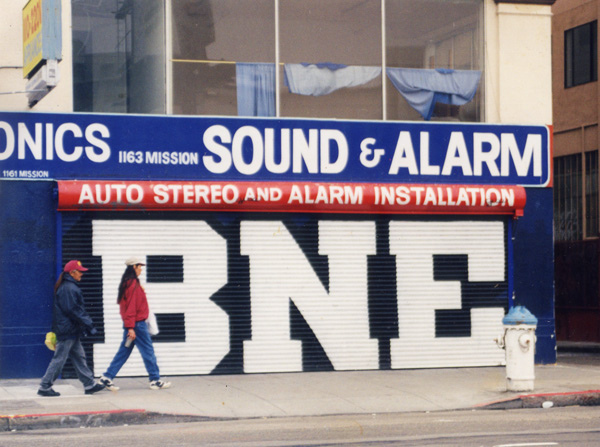 ONICS 1163 MISSION SOUND & ALARM
1161 MISSION
AUTO STEREO AND ALARM INSTALLATION
BNE